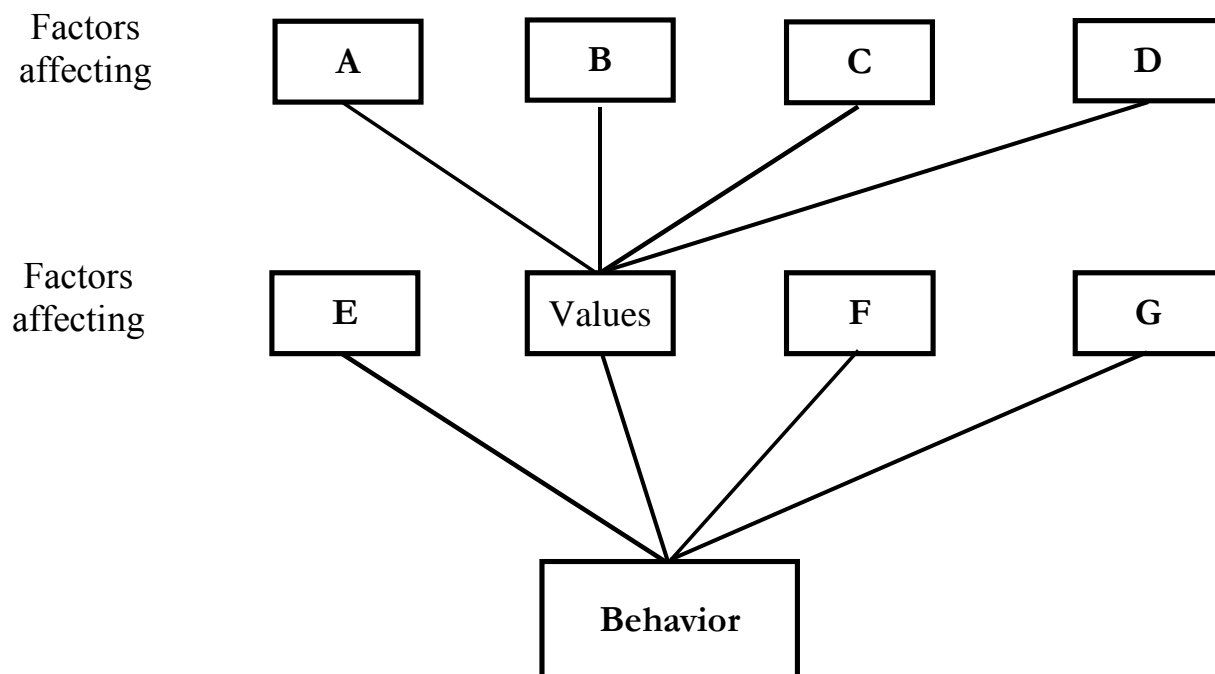 Factors
affecting
A
B
C
D
Factors
affecting
E
Values
F
G
Behavior